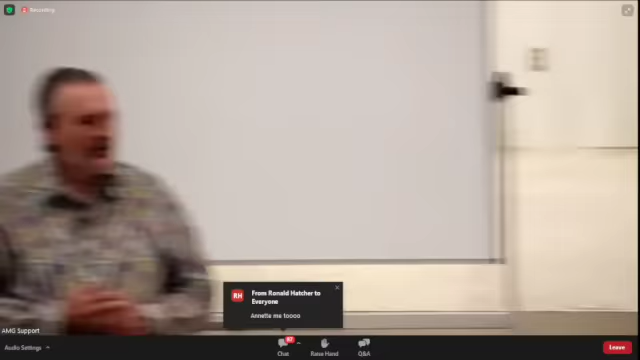 Recording
RH
From Ronald Hatcher to
Everyone
Annette me toooo
AMG Support
Audio Settings
Chat
Raise Hand
Q&A
Leave